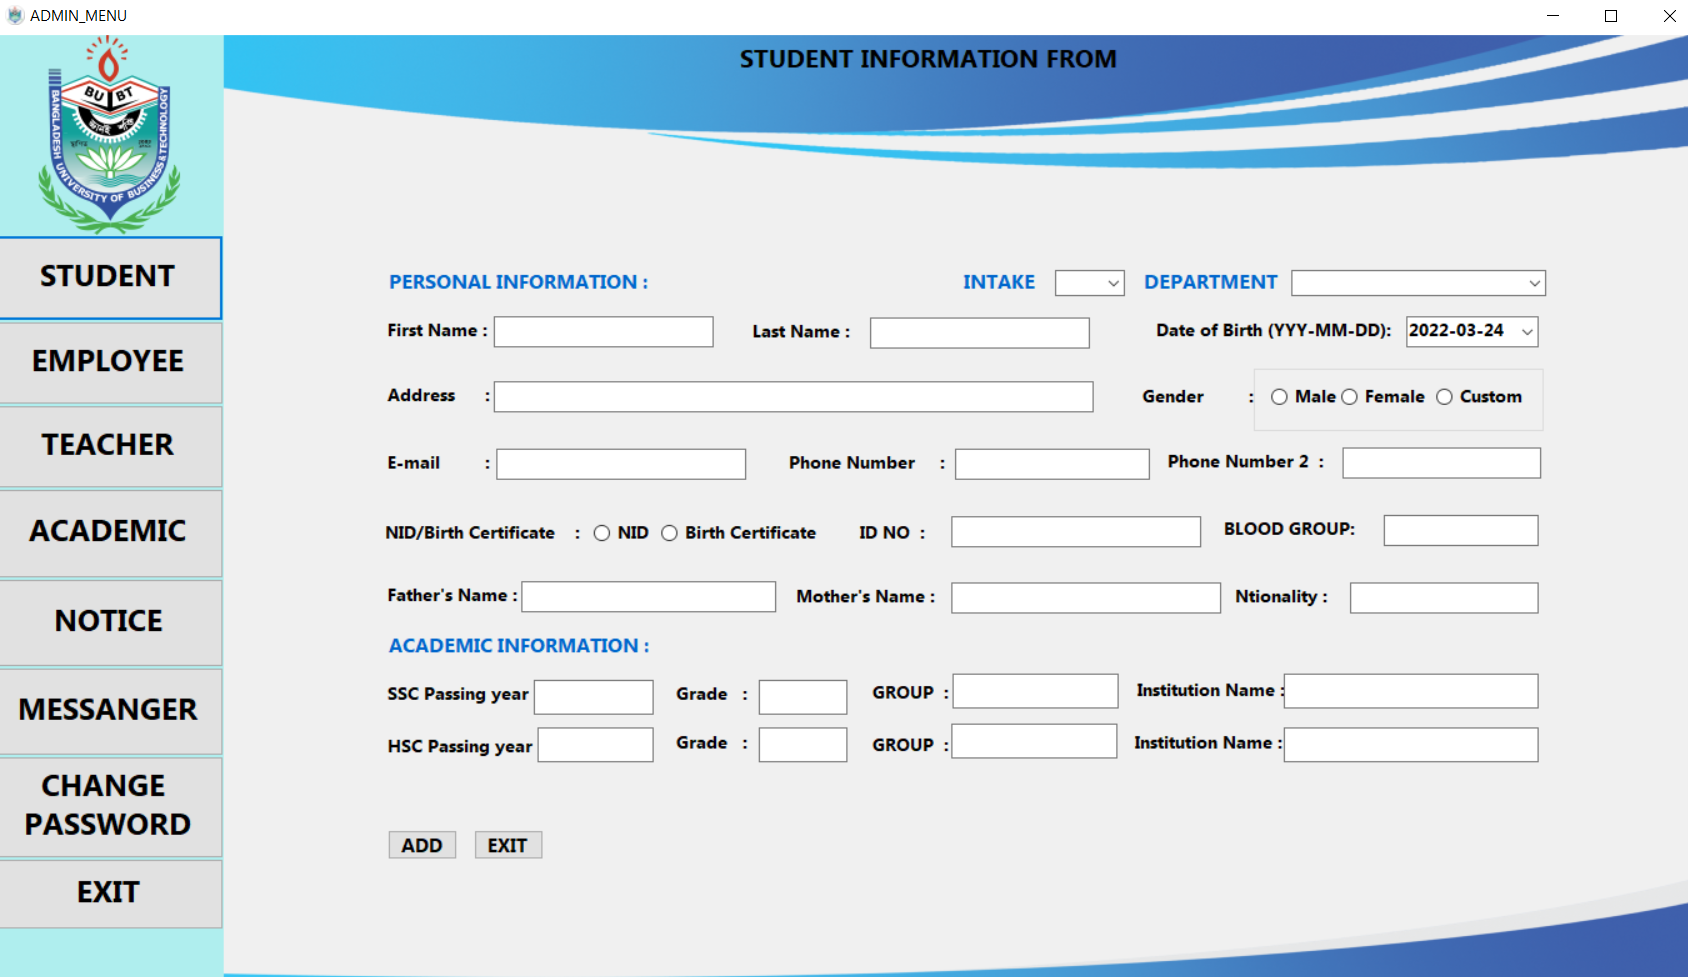 ADMIN_MENU
BU BT
জ্ঞানই শক্তি
BANGLADESH UNIVERSITY OF BUSINESS & TECHNOLOGY
STUDENT INFORMATION FROM
STUDENT
EMPLOYEE
TEACHER
ACADEMIC
NOTICE
MESSANGER
CHANGE
PASSWORD
EXIT
PERSONAL INFORMATION : INTAKE DEPARTMENT
First Name : Last Name : Date of Birth (YYY-MM-DD): 2022-03-24
Address : Gender : Male Female Custom
E-mail : Phone Number : Phone Number 2 :
NID/Birth Certificate : NID Birth Certificate ID NO : BLOOD GROUP:
Father's Name : Mother's Name : Ntionality :
ACADEMIC INFORMATION :
SSC Passing year Grade : GROUP : Institution Name :
HSC Passing year Grade : GROUP : Institution Name :
ADD EXIT